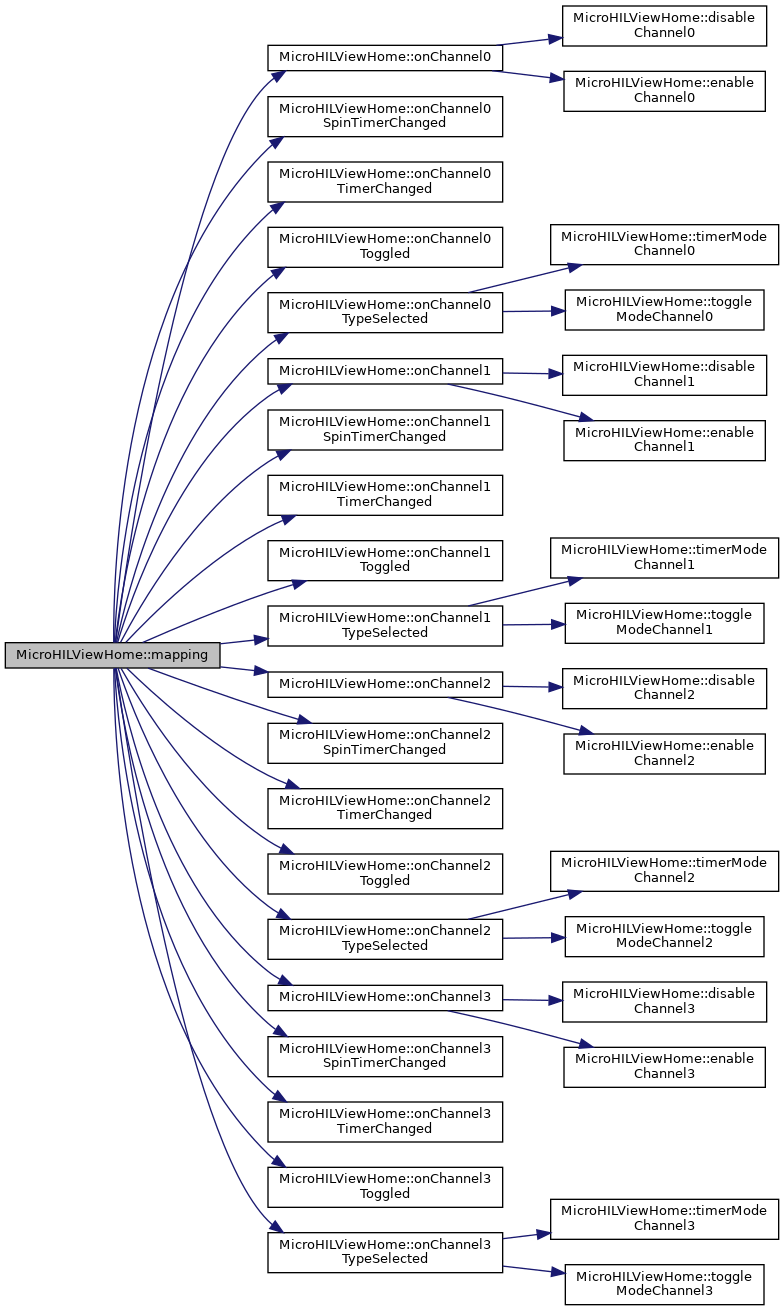 MicroHILViewHome::mapping
MicroHILViewHome::onChannel0
MicroHILViewHome::disable
Channel0
MicroHILViewHome::enable
Channel0
MicroHILViewHome::onChannel0
SpinTimerChanged
MicroHILViewHome::onChannel0
TimerChanged
MicroHILViewHome::onChannel0
Toggled
MicroHILViewHome::onChannel0
TypeSelected
MicroHILViewHome::timerMode
Channel0
MicroHILViewHome::toggle
ModeChannel0
MicroHILViewHome::onChannel1
MicroHILViewHome::disable
Channel1
MicroHILViewHome::enable
Channel1
MicroHILViewHome::onChannel1
SpinTimerChanged
MicroHILViewHome::onChannel1
TimerChanged
MicroHILViewHome::onChannel1
Toggled
MicroHILViewHome::onChannel1
TypeSelected
MicroHILViewHome::timerMode
Channel1
MicroHILViewHome::toggle
ModeChannel1
MicroHILViewHome::onChannel2
MicroHILViewHome::disable
Channel2
MicroHILViewHome::enable
Channel2
MicroHILViewHome::onChannel2
SpinTimerChanged
MicroHILViewHome::onChannel2
TimerChanged
MicroHILViewHome::onChannel2
Toggled
MicroHILViewHome::onChannel2
TypeSelected
MicroHILViewHome::timerMode
Channel2
MicroHILViewHome::toggle
ModeChannel2
MicroHILViewHome::onChannel3
MicroHILViewHome::disable
Channel3
MicroHILViewHome::enable
Channel3
MicroHILViewHome::onChannel3
SpinTimerChanged
MicroHILViewHome::onChannel3
TimerChanged
MicroHILViewHome::onChannel3
Toggled
MicroHILViewHome::onChannel3
TypeSelected
MicroHILViewHome::timerMode
Channel3
MicroHILViewHome::toggle
ModeChannel3